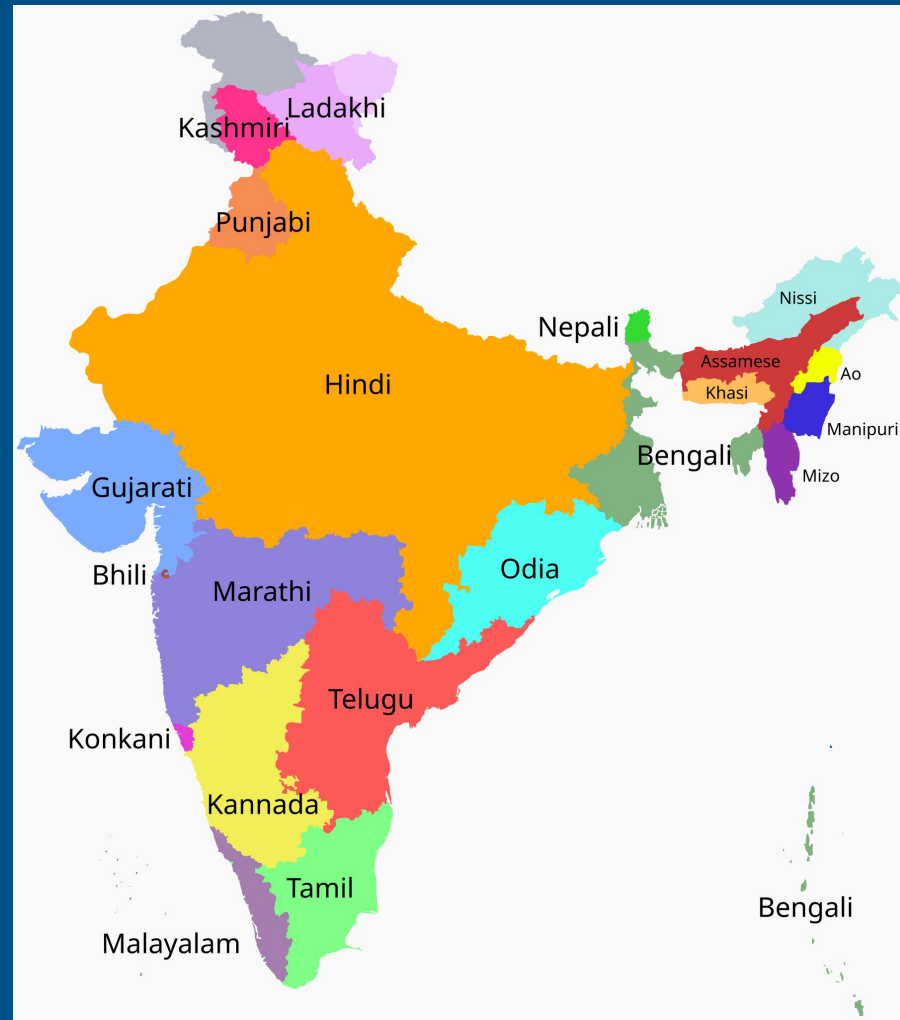 Ladakhi
Kashmiri
Punjabi
Nissi
Nepali
Assamese
Ao
Hindi
Khasi
Manipuri
Bengali
Mizo
Gujarati
Odia
Bhili
Marathi
Telugu
Konkani
Kannada
Tamil
Bengali
Malayalam